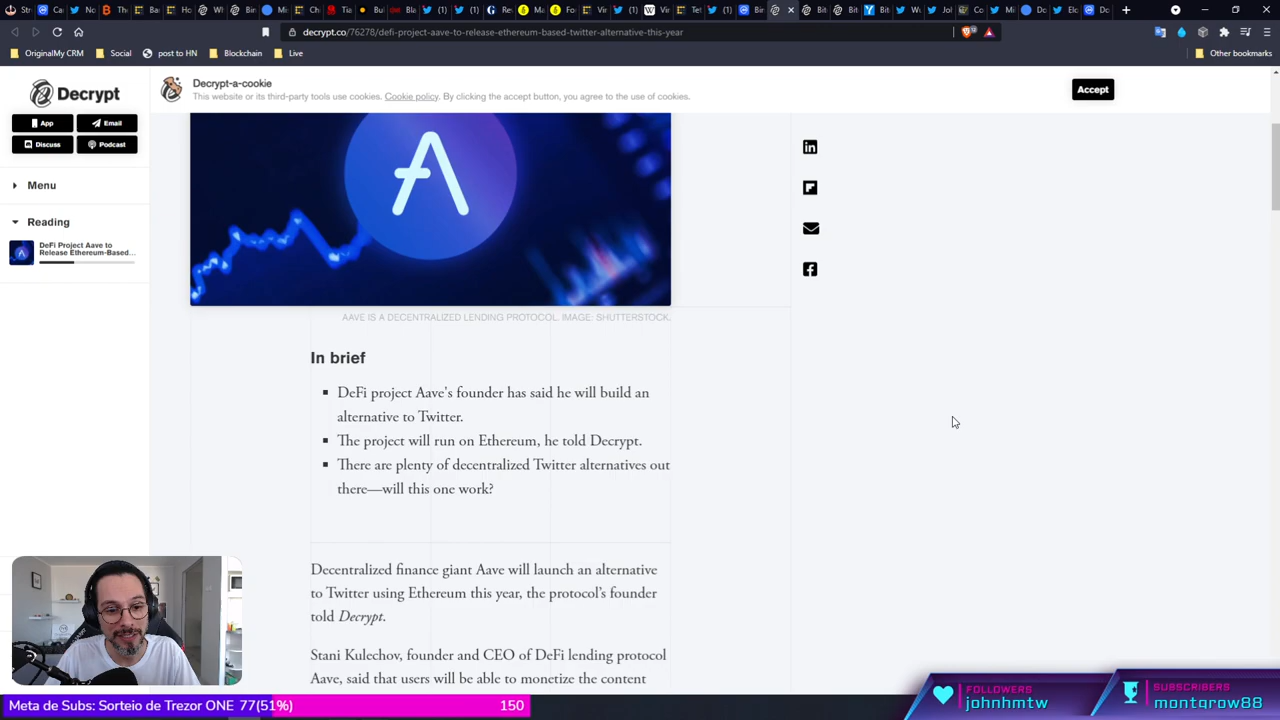 decrypt.co/76278/defi-project-aave-to-release-ethereum-based-twitter-alternative-this-year
OriginalMy CRM
Social
post to HN
Blockchain
Live
Other bookmarks
Decrypt
App
Email
Discuss
Podcast
Menu
Reading
DeFi Project Aave to
Release Ethereum-Based...
Decrypt-a-cookie
This website or its third-party tools use cookies. Cookie policy. By clicking the accept button, you agree to the use of cookies.
Accept
AAVE IS A DECENTRALIZED LENDING PROTOCOL. IMAGE: SHUTTERSTOCK.
In brief
DeFi project Aave's founder has said he will build an
alternative to Twitter.
The project will run on Ethereum, he told Decrypt.
There are plenty of decentralized Twitter alternatives out
there—will this one work?
Decentralized finance giant Aave will launch an alternative
to Twitter using Ethereum this year, the protocol's founder
told Decrypt.
Stani Kulechov, founder and CEO of DeFi lending protocol
Aave, said that users will be able to monetize the content
Meta de Subs: Sorteio de Trezor ONE 77(51%)
150
FOLLOWERS
johnhmtw
SUBSCRIBERS
montgrow88